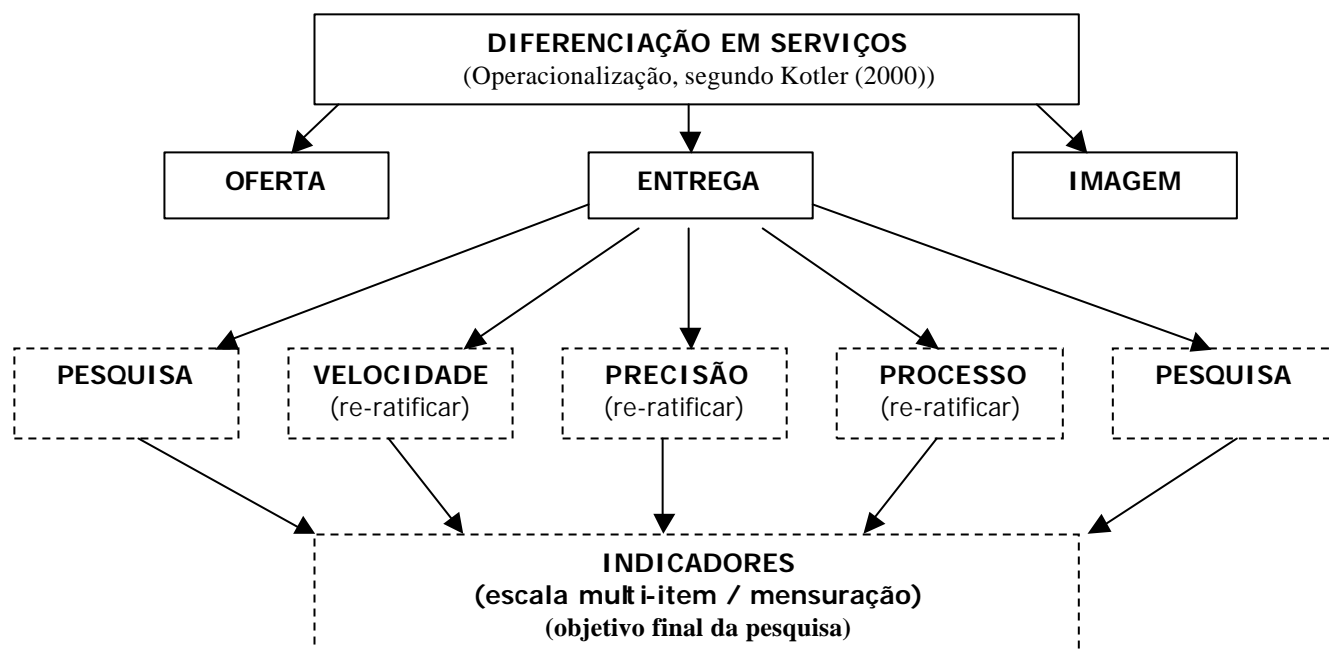 DIFERENCIAÇÃO EM SERVIÇOS
(Operacionalização, segundo Kotler (2000))
OFERTA
ENTREGA
IMAGEM
PESQUISA
VELOCIDADE
(re-ratificar)
PRECISÃO
(re-ratificar)
PROCESSO
(re-ratificar)
PESQUISA
INDICADORES
(escala multi-item / mensuração)
(objetivo final da pesquisa)